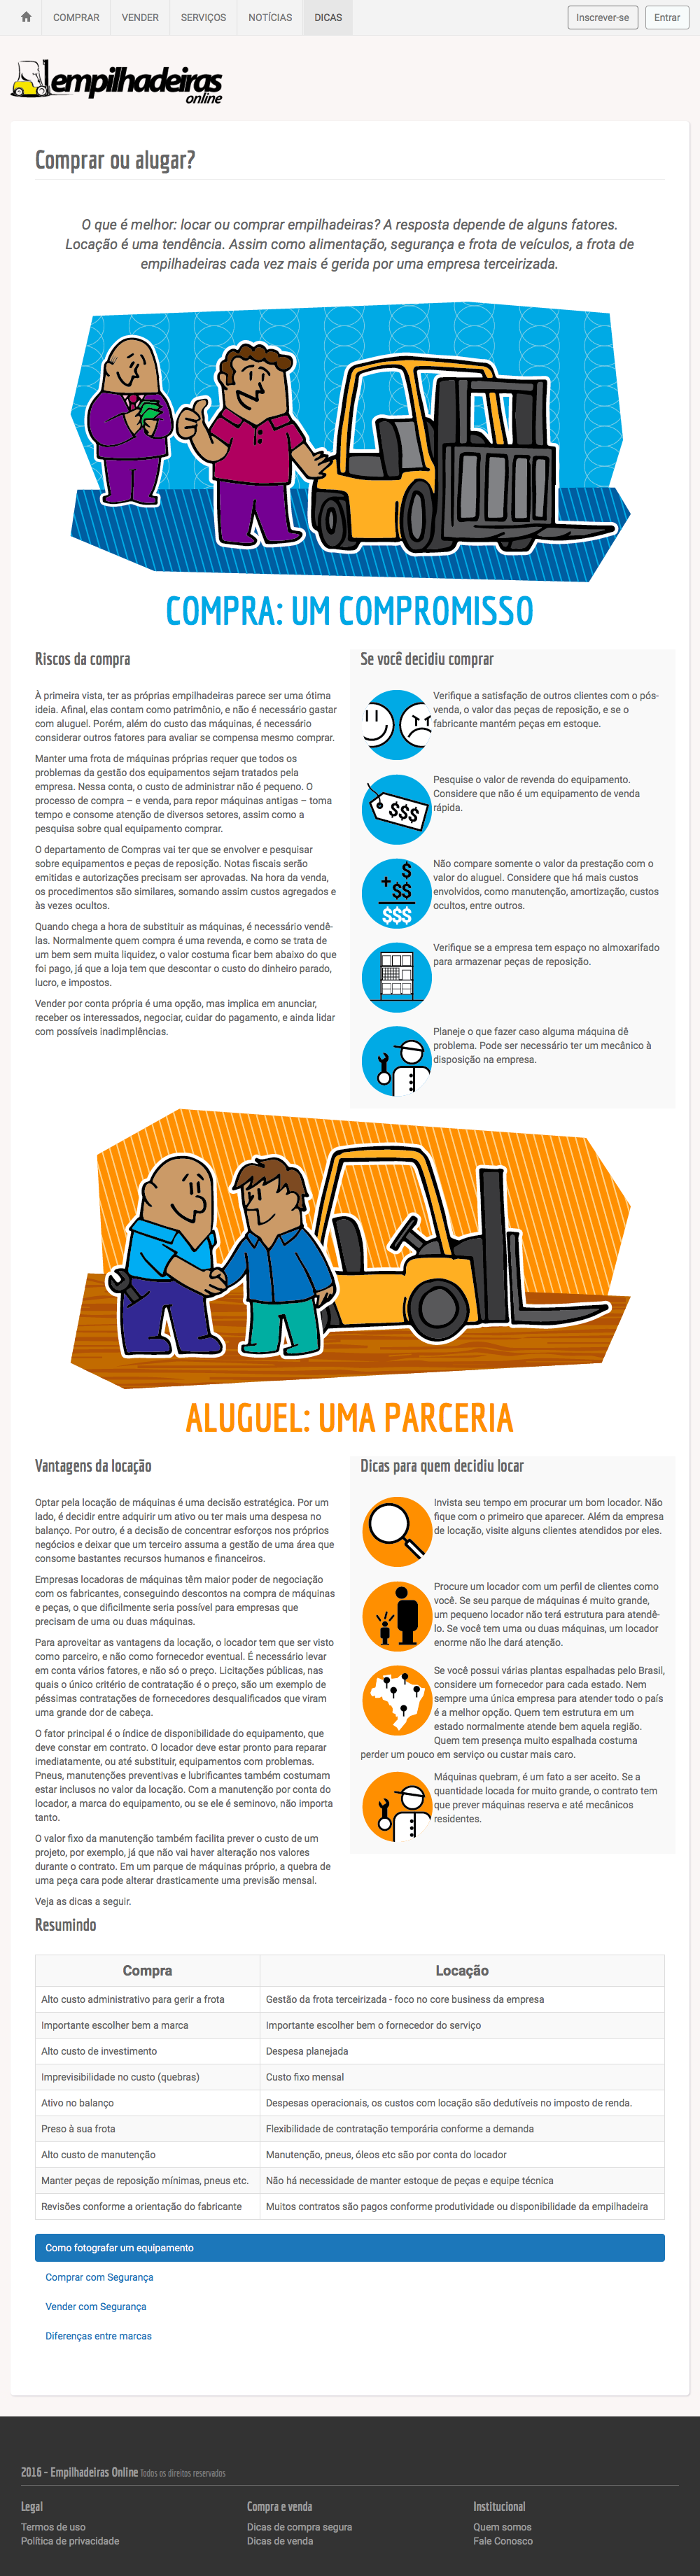 COMPRAR VENDER SERVIÇOS NOTÍCIAS DICAS Inscrever-se Entrar
empilhadeiras
online
Comprar ou alugar?
O que é melhor: locar ou comprar empilhadeiras? A resposta depende de alguns fatores.
Locação é uma tendência. Assim como alimentação, segurança e frota de veículos, a frota de
empilhadeiras cada vez mais é gerida por uma empresa terceirizada.
COMPRA: UM COMPROMISSO
Riscos da compra
À primeira vista, ter as próprias empilhadeiras parece ser uma ótima
ideia. Afinal, elas contam como patrimônio, e não é necessário gastar
com aluguel. Porém, além do custo das máquinas, é necessário
considerar outros fatores para avaliar se compensa mesmo comprar.
Manter uma frota de máquinas próprias requer que todos os
problemas da gestão dos equipamentos sejam tratados pela
empresa. Nessa conta, o custo de administrar não é pequeno. O
processo de compra – e venda, para repor máquinas antigas – toma
tempo e consome atenção de diversos setores, assim como a
pesquisa sobre qual equipamento comprar.
O departamento de Compras vai ter que se envolver e pesquisar
sobre equipamentos e peças de reposição. Notas fiscais serão
emitidas e autorizações precisam ser aprovadas. Na hora da venda,
os procedimentos são similares, somando assim custos agregados e
às vezes ocultos.
Quando chega a hora de substituir as máquinas, é necessário vendê-
las. Normalmente quem compra é uma revenda, e como se trata de
um bem sem muita liquidez, o valor costuma ficar bem abaixo do que
foi pago, já que a loja tem que descontar o custo do dinheiro parado,
lucro, e impostos.
Vender por conta própria é uma opção, mas implica em anunciar,
receber os interessados, negociar, cuidar do pagamento, e ainda lidar
com possíveis inadimplências.
Se você decidiu comprar
Verifique a satisfação de outros clientes com o pós-
venda, o valor das peças de reposição, e se o
fabricante mantém peças em estoque.
$$$
Pesquise o valor de revenda do equipamento.
Considere que não é um equipamento de venda
rápida.
$
+ $$
$$$
Não compare somente o valor da prestação com o
valor do aluguel. Considere que há mais custos
envolvidos, como manutenção, amortização, custos
ocultos, entre outros.
Verifique se a empresa tem espaço no almoxarifado
para armazenar peças de reposição.
Planeje o que fazer caso alguma máquina dê
problema. Pode ser necessário ter um mecânico à
disposição na empresa.
ALUGUEL: UMA PARCERIA
Vantagens da locação
Optar pela locação de máquinas é uma decisão estratégica. Por um
lado, é decidir entre adquirir um ativo ou ter mais uma despesa no
balanço. Por outro, é a decisão de concentrar esforços nos próprios
negócios e deixar que um terceiro assuma a gestão de uma área que
consome bastantes recursos humanos e financeiros.
Empresas locadoras de máquinas têm maior poder de negociação
com os fabricantes, conseguindo descontos na compra de máquinas
e peças, o que dificilmente seria possível para empresas que
precisam de uma ou duas máquinas.
Para aproveitar as vantagens da locação, o locador tem que ser visto
como parceiro, e não como fornecedor eventual. É necessário levar
em conta vários fatores, e não só o preço. Licitações públicas, nas
quais o único critério de contratação é o preço, são um exemplo de
péssimas contratações de fornecedores desqualificados que viram
uma grande dor de cabeça.
O fator principal é o índice de disponibilidade do equipamento, que
deve constar em contrato. O locador deve estar pronto para reparar
imediatamente, ou até substituir, equipamentos com problemas.
Pneus, manutenções preventivas e lubrificantes também costumam
estar inclusos no valor da locação. Com a manutenção por conta do
locador, a marca do equipamento, ou se ele é seminovo, não importa
tanto.
O valor fixo da manutenção também facilita prever o custo de um
projeto, por exemplo, já que não vai haver alteração nos valores
durante o contrato. Em um parque de máquinas próprio, a quebra de
uma peça cara pode alterar drasticamente uma previsão mensal.
Veja as dicas a seguir.
Dicas para quem decidiu locar
Invista seu tempo em procurar um bom locador. Não
fique com o primeiro que aparecer. Além da empresa
de locação, visite alguns clientes atendidos por eles.
Procure um locador com um perfil de clientes como
você. Se seu parque de máquinas é muito grande,
um pequeno locador não terá estrutura para atendê-
lo. Se você tem uma ou duas máquinas, um locador
enorme não lhe dará atenção.
Se você possui várias plantas espalhadas pelo Brasil,
considere um fornecedor para cada estado. Nem
sempre uma única empresa para atender todo o país
é a melhor opção. Quem tem estrutura em um
estado normalmente atende bem aquela região.
Quem tem presença muito espalhada costuma
perder um pouco em serviço ou custar mais caro.
Máquinas quebram, é um fato a ser aceito. Se a
quantidade locada for muito grande, o contrato tem
que prever máquinas reserva e até mecânicos
residentes.
Resumindo
Compra Locação
Alto custo administrativo para gerir a frota Gestão da frota terceirizada - foco no core business da empresa
Importante escolher bem a marca Importante escolher bem o fornecedor do serviço
Alto custo de investimento Despesa planejada
Imprevisibilidade no custo (quebras) Custo fixo mensal
Ativo no balanço Despesas operacionais, os custos com locação são dedutíveis no imposto de renda.
Preso à sua frota Flexibilidade de contratação temporária conforme a demanda
Alto custo de manutenção Manutenção, pneus, óleos etc são por conta do locador
Manter peças de reposição mínimas, pneus etc. Não há necessidade de manter estoque de peças e equipe técnica
Revisões conforme a orientação do fabricante Muitos contratos são pagos conforme produtividade ou disponibilidade da empilhadeira
Como fotografar um equipamento
Comprar com Segurança
Vender com Segurança
Diferenças entre marcas
2016 - Empilhadeiras Online Todos os direitos reservados
Legal Compra e venda Institucional
Termos de uso Dicas de compra segura Quem somos
Política de privacidade Dicas de venda Fale Conosco